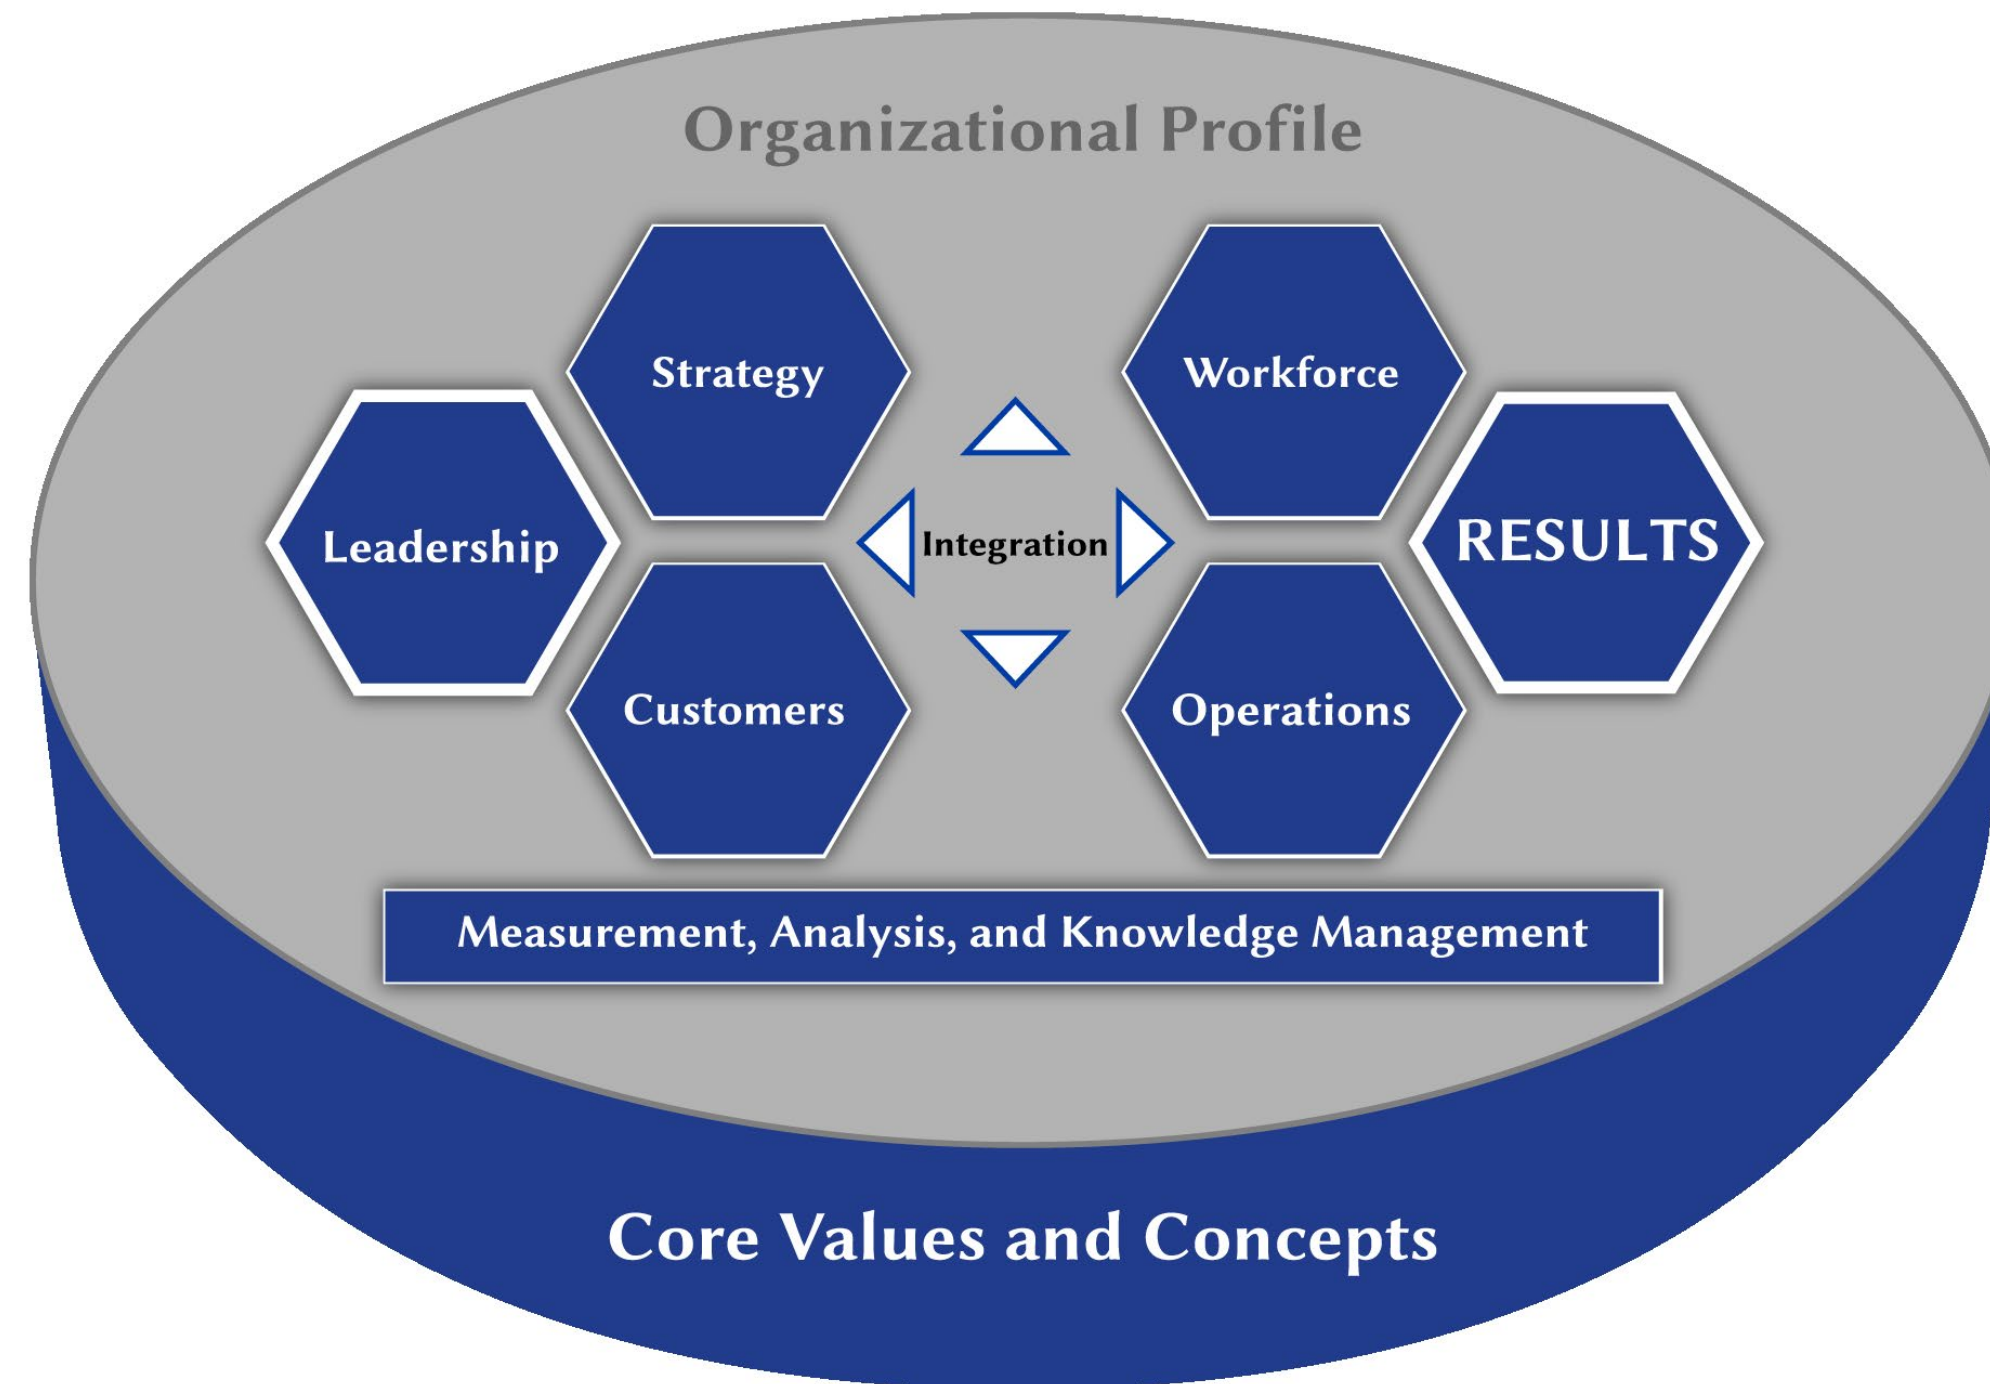 Organizational Profile
Strategy
Workforce
Leadership
Integration
RESULTS
Customers
Operations
Measurement, Analysis, and Knowledge Management
Core Values and Concepts